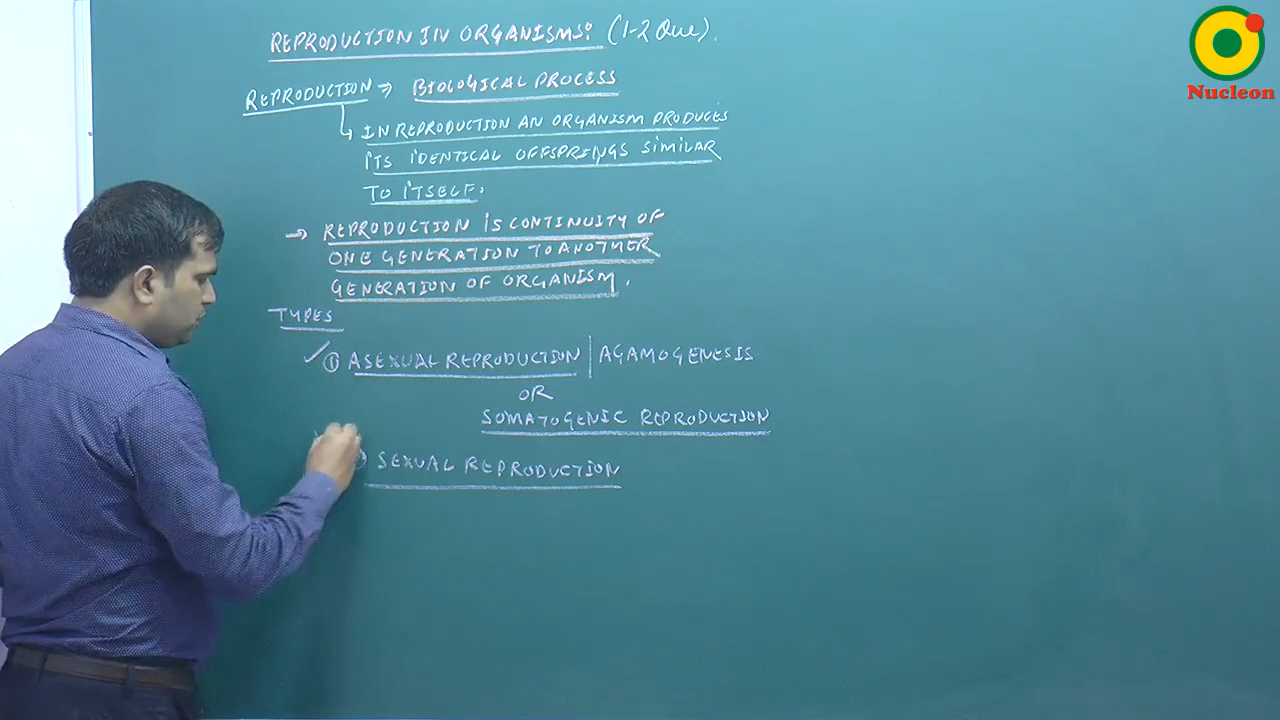 REPRODUCTION IN ORGANISMS: (1-2 Que).
REPRODUCTION ⇒ BIOLOGICAL PROCESS
IN REPRODUCTION AN ORGANISM PRODUCES
ITS IDENTICAL OFFSPRINGS SIMILAR
TO ITSELF.
→ REPRODUCTION IS CONTINUITY OF
ONE GENERATION TO ANOTHER
GENERATION OF ORGANISM.
TYPES
① ASEXUAL REPRODUCTION | AGAMOGENESIS
OR
SOMATOGENIC REPRODUCTION
SEXUAL REPRODUCTION
Nucleon